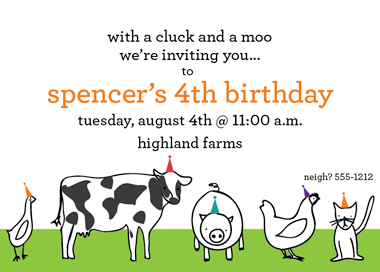 with a cluck and a moo
we're inviting you...
to
spencer's 4th birthday
tuesday, august 4th @ 11:00 a.m.
highland farms
neigh? 555-1212